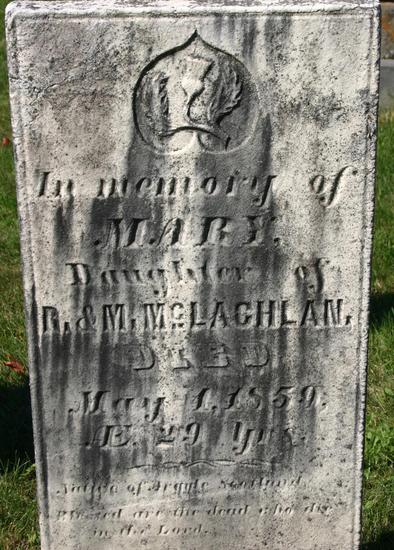 In memory of
MARY,
Daughter of
R. & M. McLACHLAN,
DIED
May 1, 1859,
Æ. 29 Yrs.
Native of Argyle Scotland
Blessed are the dead who die
in the Lord.